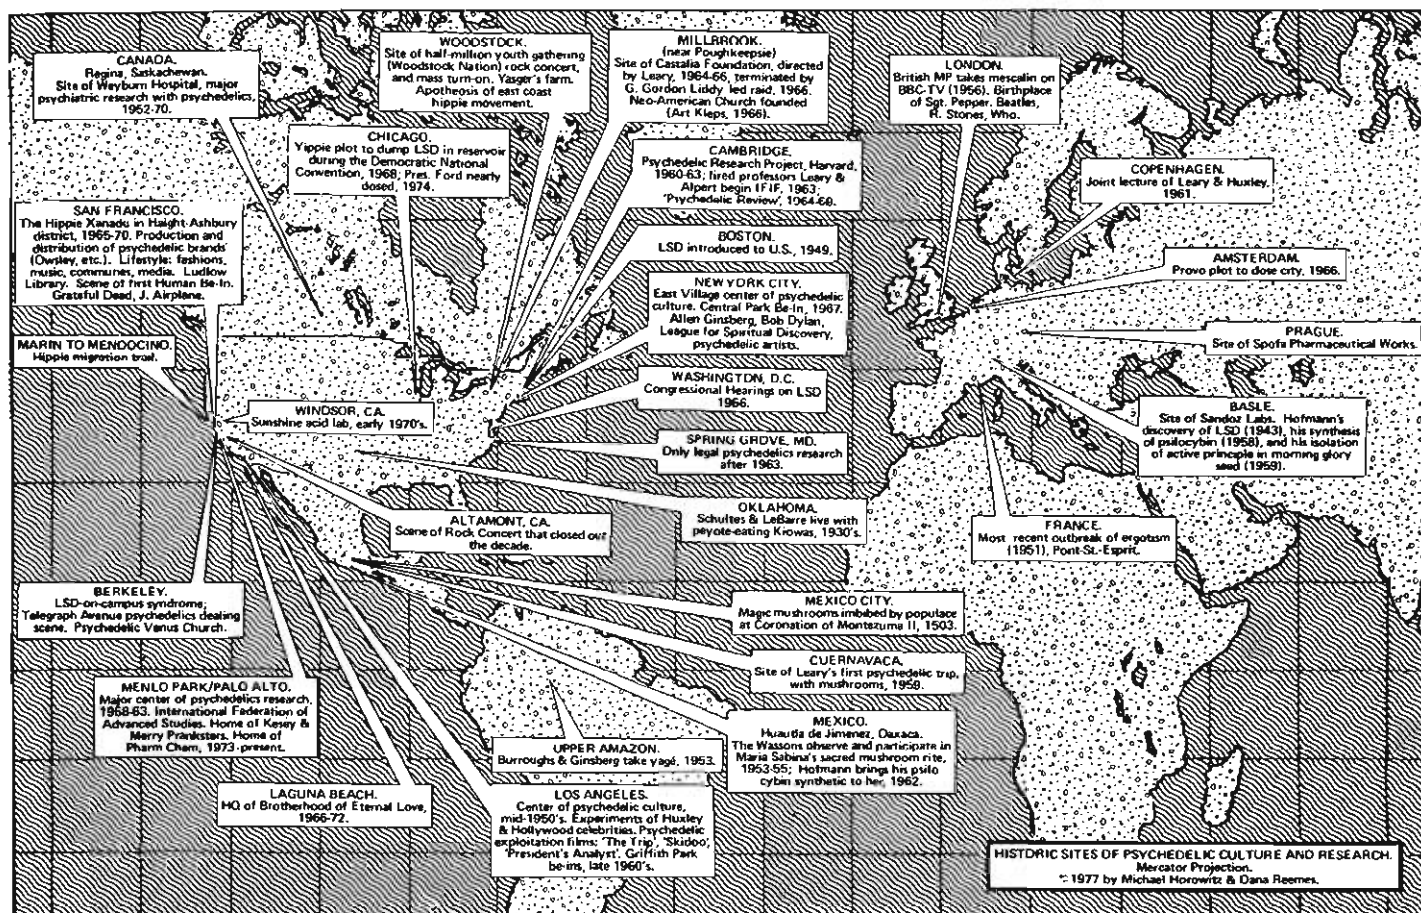 CANADA.
Regina, Saskachewan.
Site of Weyburn Hospital, major
psychiatric research with psychedelics,
1952-70.
WOODSTOCK.
Site of half-million youth gathering
(Woodstock Nation) rock concert,
and mass turn-on. Yasger's farm.
Apotheosis of east coast
hippie movement.
MILLBROOK.
(near Poughkeepsie)
Site of Castalia Foundation, directed
by Leary, 1964-66, terminated by
G. Gordon Liddy led raid, 1966.
Neo-American Church founded
(Art Kleps, 1966).
LONDON.
British MP takes mescalin on
BBC-TV (1956). Birthplace
of Sgt. Pepper, Beatles,
R. Stones, Who.
CHICAGO.
Yippie plot to dump LSD in reservoir
during the Democratic National
Convention, 1968; Pres. Ford nearly
dosed, 1974.
CAMBRIDGE.
Psychedelic Research Project, Harvard,
1960-63; fired professors Leary &
Alpert begin IFIF, 1963;
'Psychedelic Review', 1964-68.
COPENHAGEN.
Joint lecture of Leary & Huxley,
1961.
SAN FRANCISCO.
The Hippie Xanadu in Haight-Ashbury
district, 1965-70. Production and
distribution of psychedelic 'brands'
(Owsley, etc.). Lifestyle: fashions,
music, communes, media. Ludlow
Library. Scene of first Human Be-In.
Grateful Dead, J. Airplane.
BOSTON.
LSD introduced to U.S., 1949.
AMSTERDAM.
Provo plot to dose city, 1966.
NEW YORK CITY.
East Village center of psychedelic
culture. Central Park Be-In, 1967.
Allen Ginsberg, Bob Dylan,
League for Spiritual Discovery,
psychedelic artists.
PRAGUE.
Site of Spofa Pharmaceutical Works.
MARIN TO MENDOCINO.
Hippie migration trail.
WASHINGTON, D.C.
Congressional Hearings on LSD
1966.
WINDSOR, CA.
Sunshine acid lab, early 1970's.
BASLE.
Site of Sandoz Labs. Hofmann's
discovery of LSD (1943), his synthesis
of psilocybin (1958), and his isolation
of active principle in morning glory
seed (1959).
SPRING GROVE, MD.
Only legal psychedelics research
after 1963.
OKLAHOMA.
Schultes & LeBarre live with
peyote-eating Kiowas, 1930's.
ALTAMONT, CA.
Scene of Rock Concert that closed out
the decade.
FRANCE.
Most recent outbreak of ergotism
(1951), Pont-St.-Esprit.
BERKELEY.
LSD-on-campus syndrome;
Telegraph Avenue psychedelics dealing
scene. Psychedelic Venus Church.
MEXICO CITY.
Magic mushrooms imbibed by populace
at Coronation of Montezuma II, 1503.
CUERNAVACA.
Site of Leary's first psychedelic trip,
with mushrooms, 1959.
MENLO PARK/PALO ALTO.
Major center of psychedelics research,
International Federation of
Advanced Studies. Home of Kesey &
Merry Pranksters. Home of
Pharm Chem, 1973-present.
MEXICO.
Huautla de Jimenez, Oaxaca.
The Wassons observe and participate in
Maria Sabina's sacred mushroom rite,
1953-55; Hofmann brings his psilo
cybin synthetic to her, 1962.
UPPER AMAZON.
Burroughs & Ginsberg take yagé, 1953.
LAGUNA BEACH.
HQ of Brotherhood of Eternal Love,
1966-72.
LOS ANGELES.
Center of psychedelic culture,
mid-1950's. Experiments of Huxley
& Hollywood celebrities. Psychedelic
exploitation films: 'The Trip', 'Skidoo',
'President's Analyst'. Griffith Park
be-ins, late 1960's.
HISTORIC SITES OF PSYCHEDELIC CULTURE AND RESEARCH.
Mercator Projection.
© 1977 by Michael Horowitz & Dana Reemes.